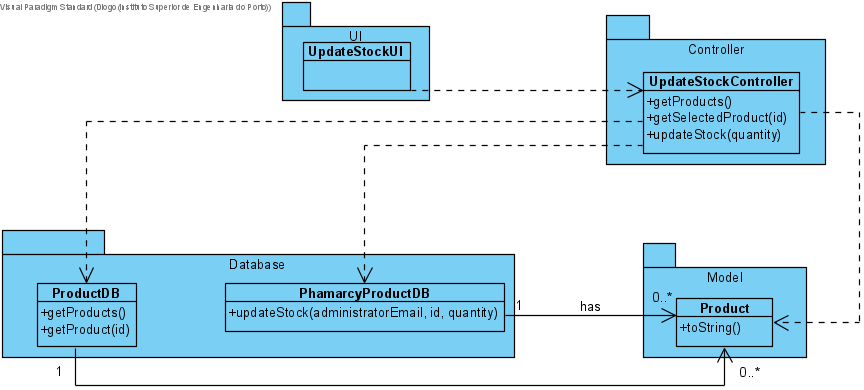 Visual Paradigm Standard (Diogo (Instituto Superior de Engenharia do Porto))
UI
UpdateStockUI
Controller
UpdateStockController
+getProducts()
+getSelectedProduct(id)
+updateStock(quantity)
Database
ProductDB
+getProducts()
+getProduct(id)
PhamarcyProductDB
+updateStock(administratorEmail, id, quantity)
1
has
0..*
Model
Product
+toString()
1
0..*